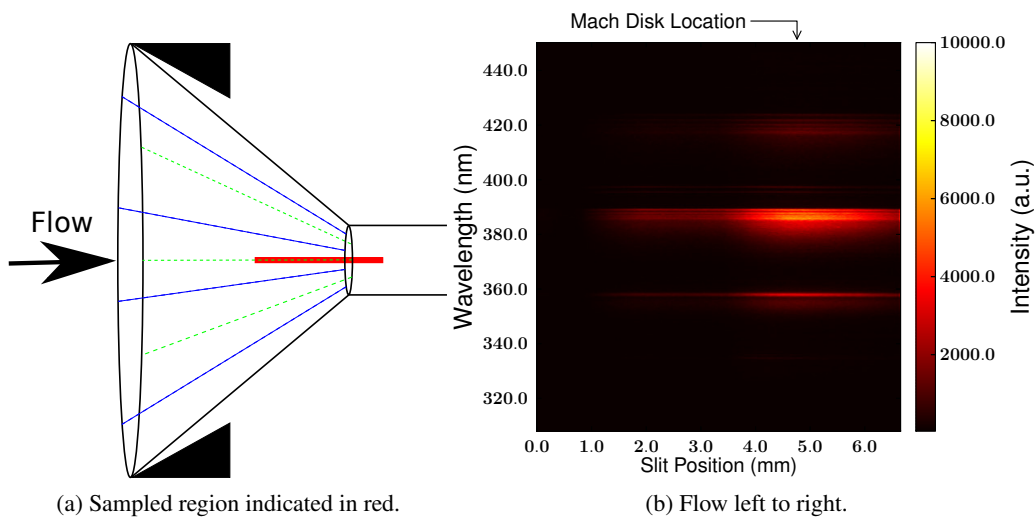 Flow
(a) Sampled region indicated in red.
Mach Disk Location
Wavelength (nm)
440.0
420.0
400.0
380.0
360.0
340.0
320.0
0.0 1.0 2.0 3.0 4.0 5.0 6.0
Slit Position (mm)
10000.0
8000.0
6000.0
4000.0
2000.0
Intensity (a.u.)
(b) Flow left to right.